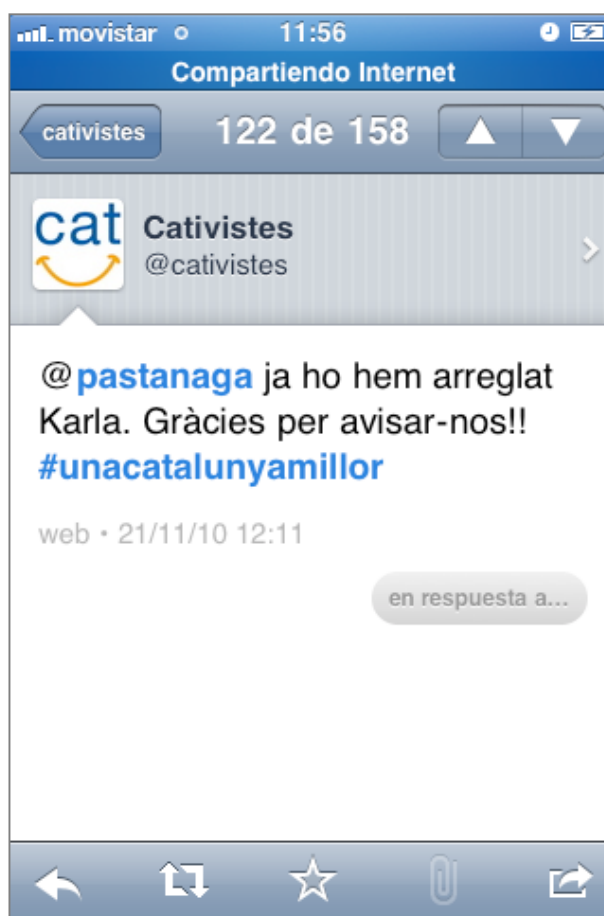 movistar 11:56
Compartiendo Internet
cativistes 122 de 158
cat
Cativistes
@cativistes
@pastanaga ja ho hem arreglat
Karla. Gràcies per avisar-nos!!
#unacatalunyamillor
web • 21/11/10 12:11
en respuesta a...